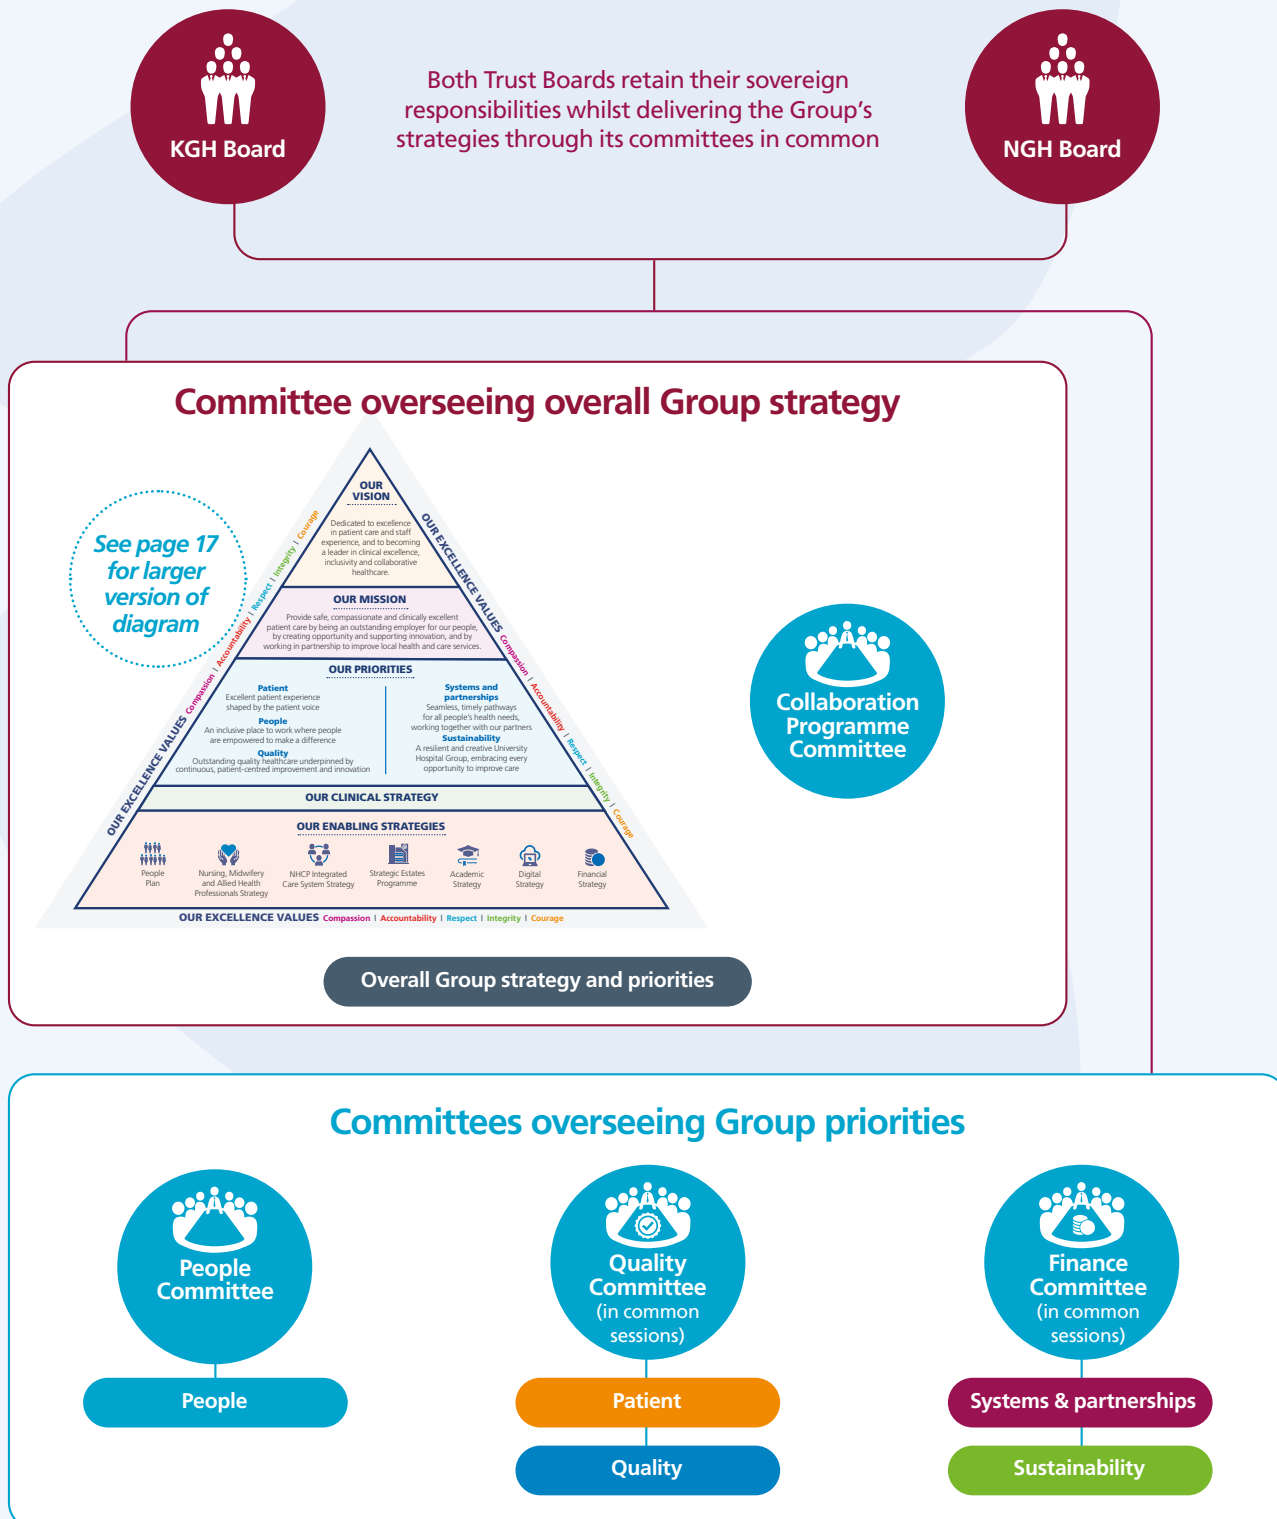 KGH Board
Both Trust Boards retain their sovereign
responsibilities whilst delivering the Group's
strategies through its committees in common
NGH Board
Committee overseeing overall Group strategy
See page 17
for larger
version of
diagram
OUR EXCELLENCE VALUES Compassion | Accountability | Respect | Integrity | Courage
OUR
VISION
Dedicated to excellence
in patient care and staff
experience, and to becoming
a leader in clinical excellence,
inclusivity and collaborative
healthcare.
OUR MISSION
Provide safe, compassionate and clinically excellent
patient care by being an outstanding employer for our people,
by creating opportunity and supporting innovation, and by
working in partnership to improve local health and care services.
OUR PRIORITIES
Patient
Excellent patient experience
shaped by the patient voice
People
An inclusive place to work where people
are empowered to make a difference
Quality
Outstanding quality healthcare underpinned by
continuous, patient-centred improvement and innovation
Systems and
partnerships
Seamless, timely pathways
for all people's health needs,
working together with our partners
Sustainability
A resilient and creative University
Hospital Group, embracing every
opportunity to improve care
OUR CLINICAL STRATEGY
OUR ENABLING STRATEGIES
People
Plan
Nursing, Midwifery
and Allied Health
Professionals Strategy
NHCP Integrated
Care System Strategy
Strategic Estates
Programme
Academic
Strategy
Digital
Strategy
Financial
Strategy
OUR EXCELLENCE VALUES Compassion | Accountability | Respect | Integrity | Courage
OUR EXCELLENCE VALUES Compassion | Accountability | Respect | Integrity | Courage
Collaboration
Programme
Committee
Overall Group strategy and priorities
Committees overseeing Group priorities
People
Committee
People
Quality
Committee
(in common
sessions)
Patient
Quality
Finance
Committee
(in common
sessions)
Systems & partnerships
Sustainability